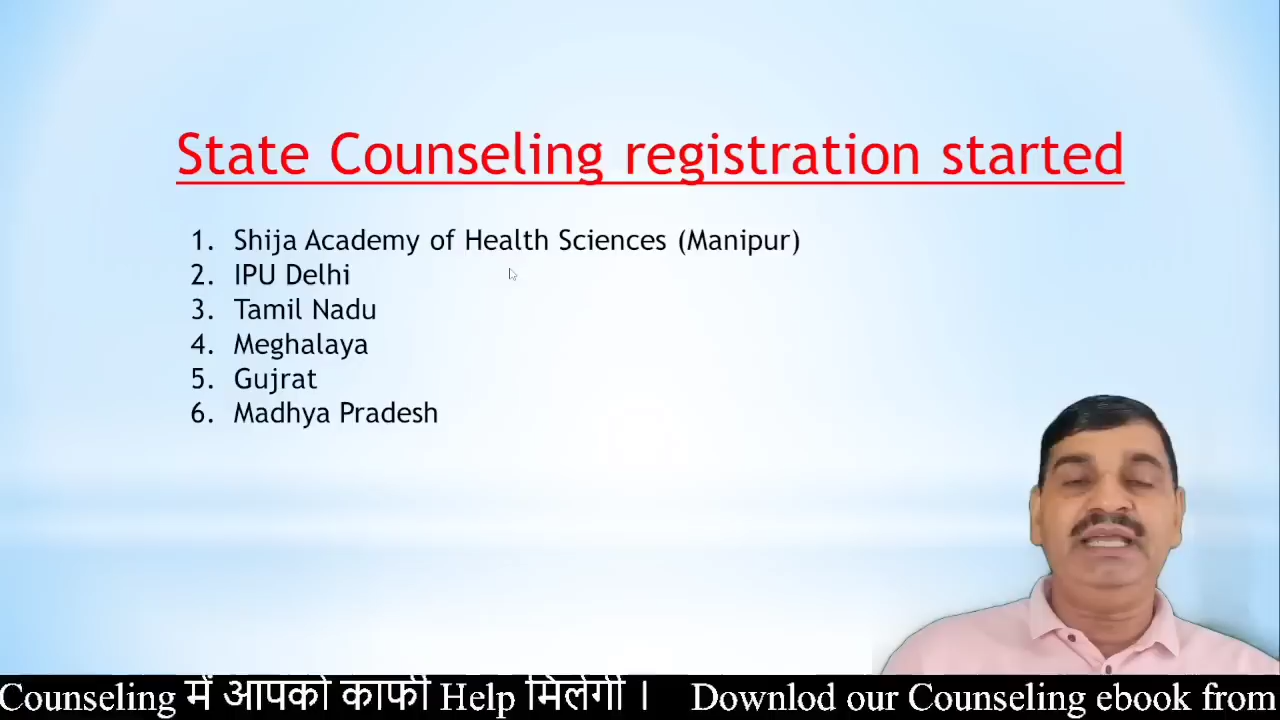 State Counseling registration started
1. Shija Academy of Health Sciences (Manipur)
2. IPU Delhi
3. Tamil Nadu
4. Meghalaya
5. Gujrat
6. Madhya Pradesh
Counseling में आपको काफी Help मिलेगी । Downlod our Counseling ebook from